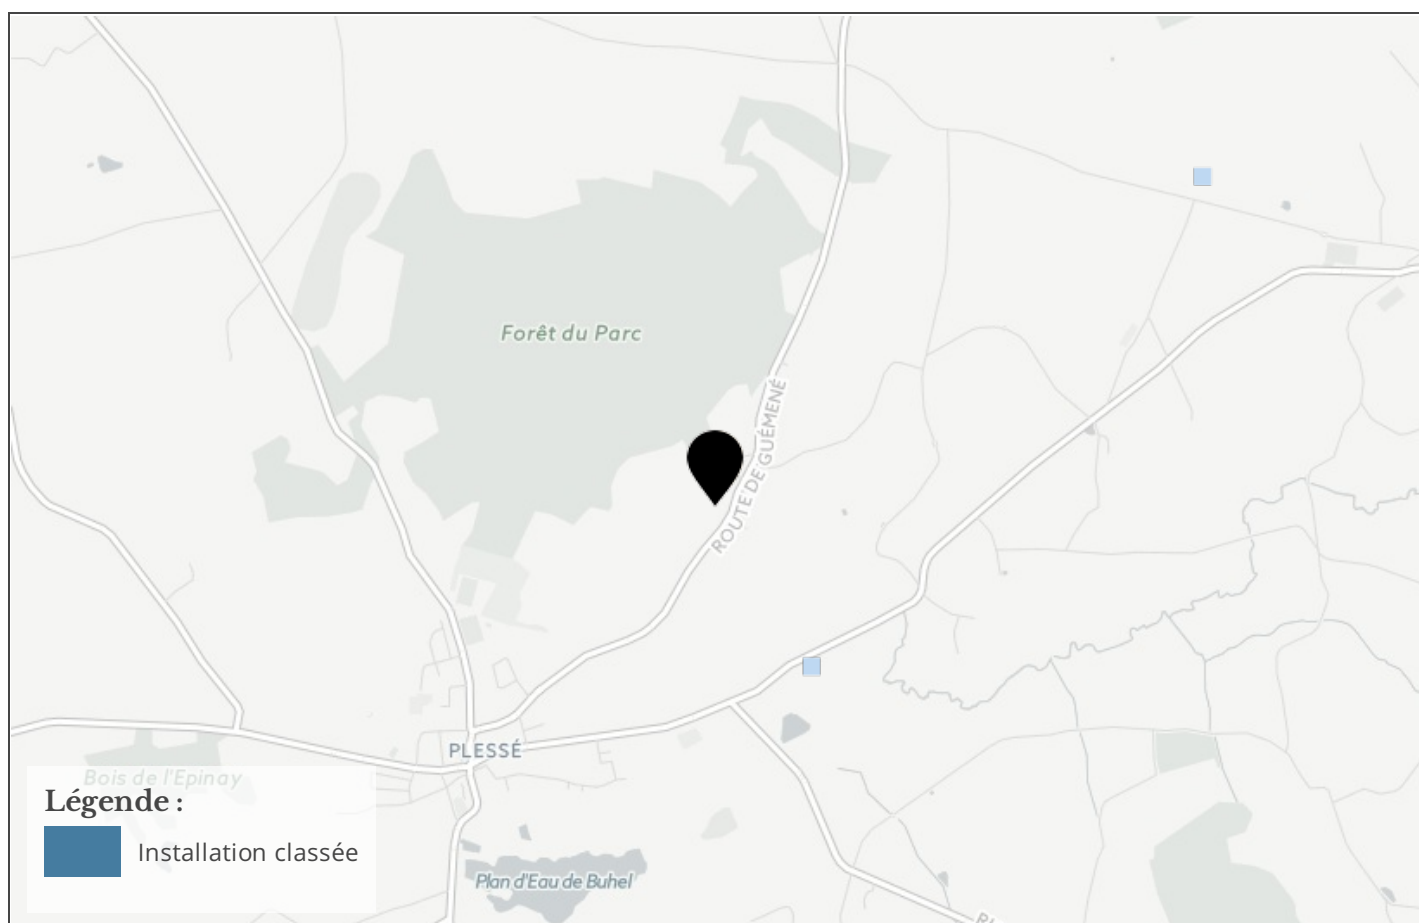 Forêt du Parc
ROUTE DE GUÉMENÉ
PLESSÉ
Bois de l'Epinay
Légende :
Installation classée
Plan d'Eau de Buhel